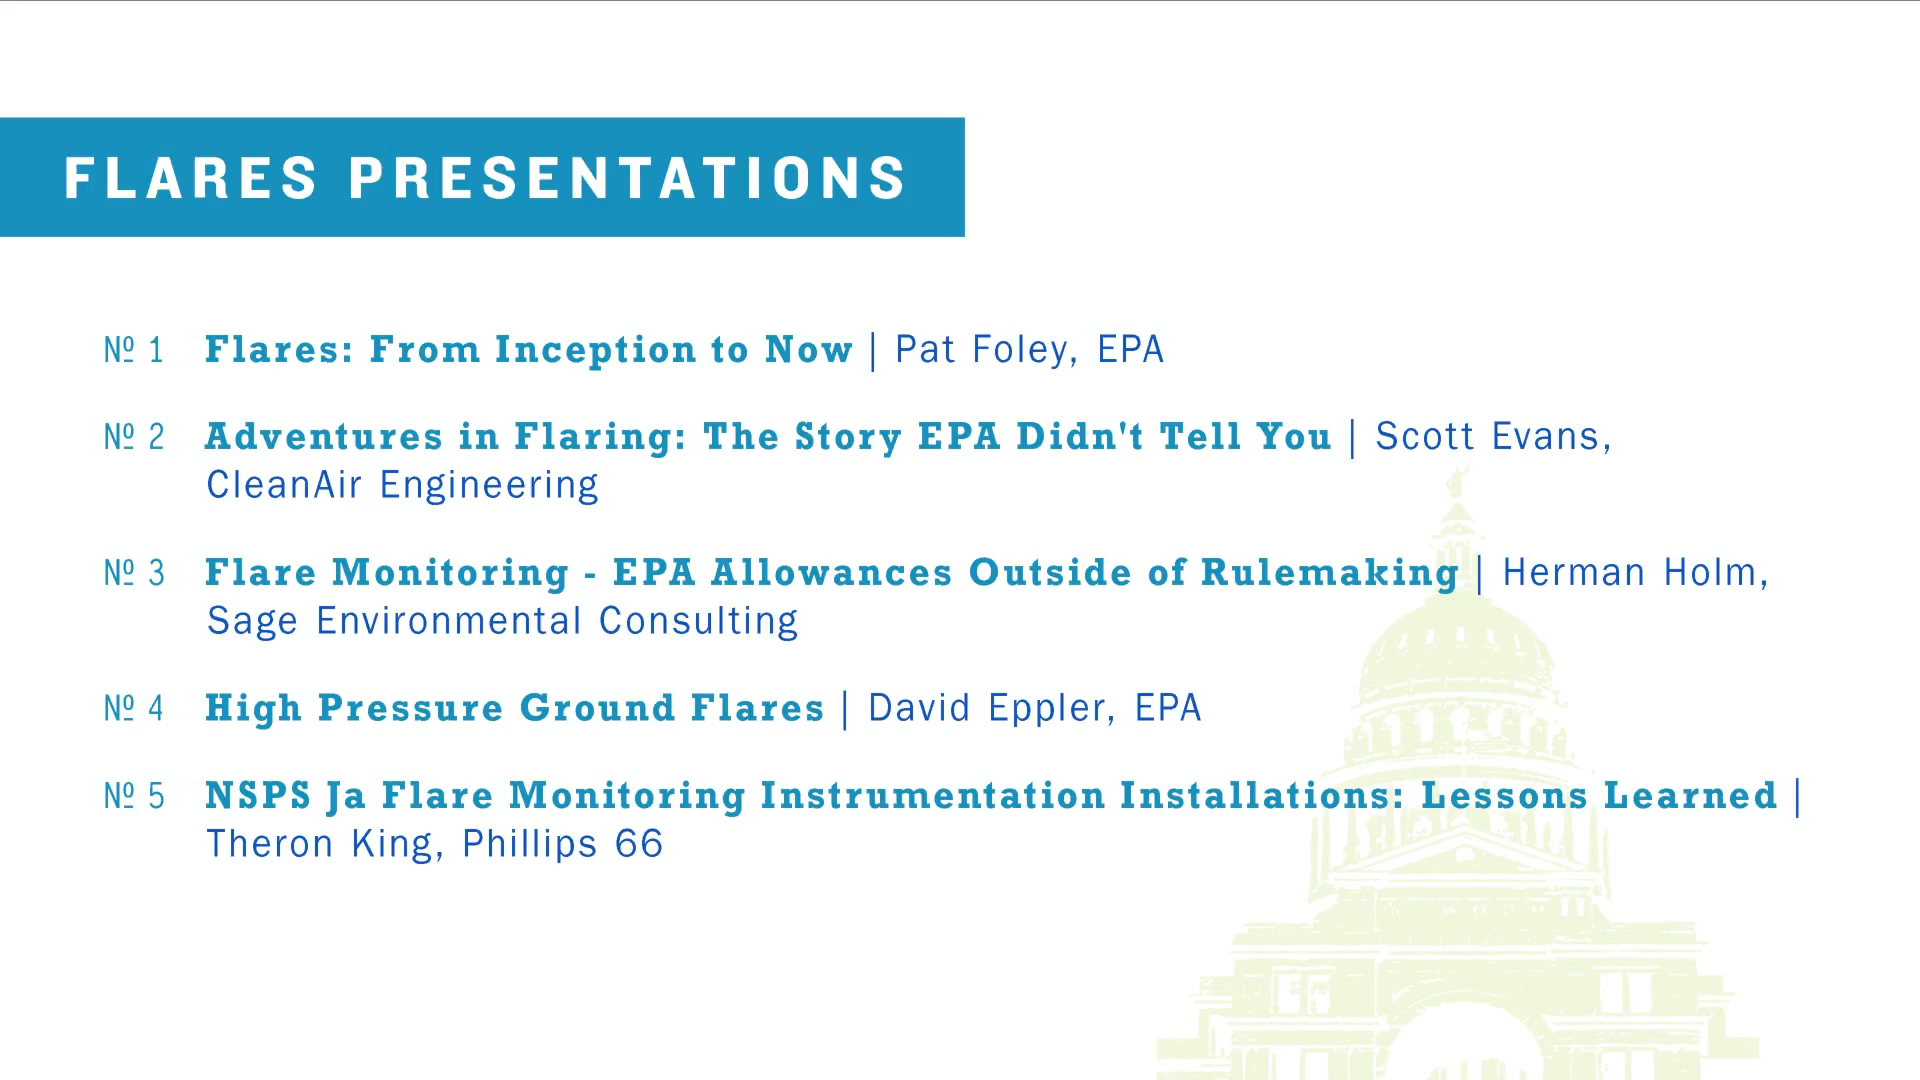 FLARES PRESENTATIONS
№ 1 Flares: From Inception to Now | Pat Foley, EPA
№ 2 Adventures in Flaring: The Story EPA Didn't Tell You | Scott Evans,
CleanAir Engineering
№ 3 Flare Monitoring - EPA Allowances Outside of Rulemaking | Herman Holm,
Sage Environmental Consulting
№ 4 High Pressure Ground Flares | David Eppler, EPA
№ 5 NSPS Ja Flare Monitoring Instrumentation Installations: Lessons Learned |
Theron King, Phillips 66